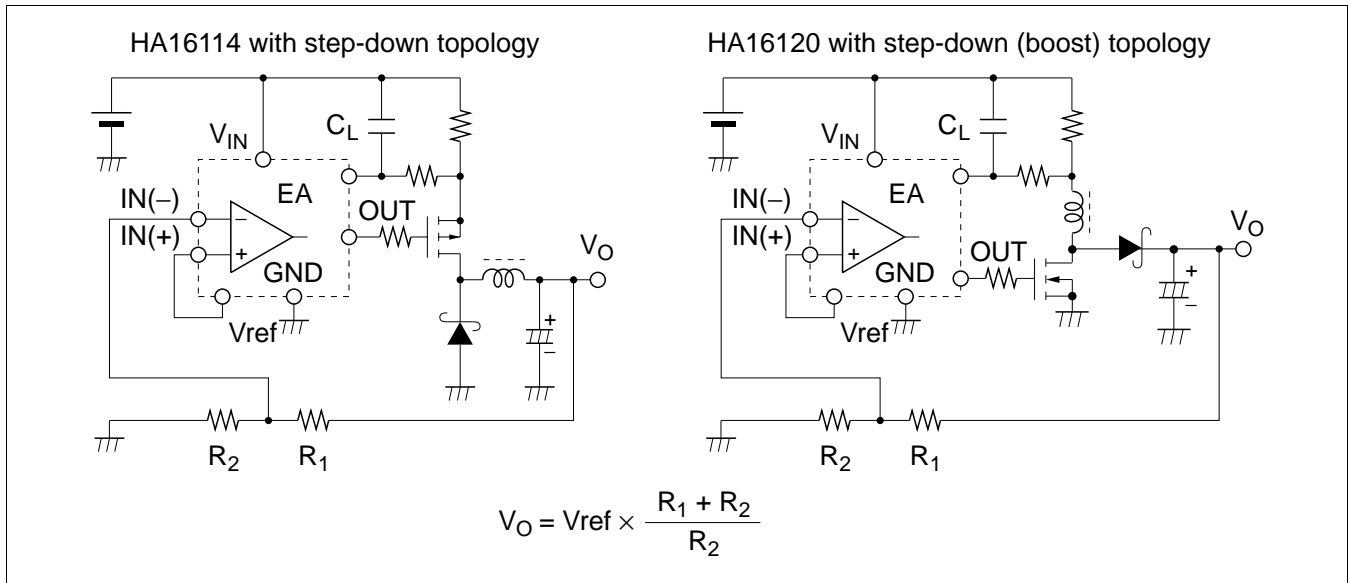 HA16114 with step-down topology
V_IN
C_L
EA
IN(−)
IN(+)
−
+
OUT
GND
Vref
V_O
+
−
R_2
R_1
HA16120 with step-down (boost) topology
V_IN
C_L
EA
IN(−)
IN(+)
−
+
OUT
GND
Vref
V_O
+
−
R_2
R_1
V_O = Vref × (R_1 + R_2) / R_2